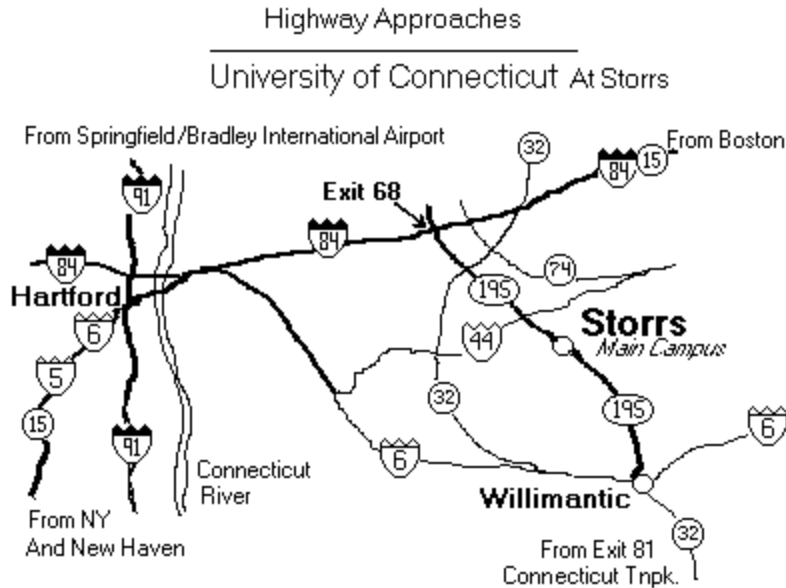 Highway Approaches
University of Connecticut At Storrs
From Springfield/Bradley International Airport
32
From Boston
15
84
91
Exit 68
84
84
74
195
Hartford
6
Storrs
Main Campus
44
5
32
195
15
91
6
6
Connecticut
River
Willimantic
From NY
And New Haven
32
From Exit 81
Connecticut Tnpk.